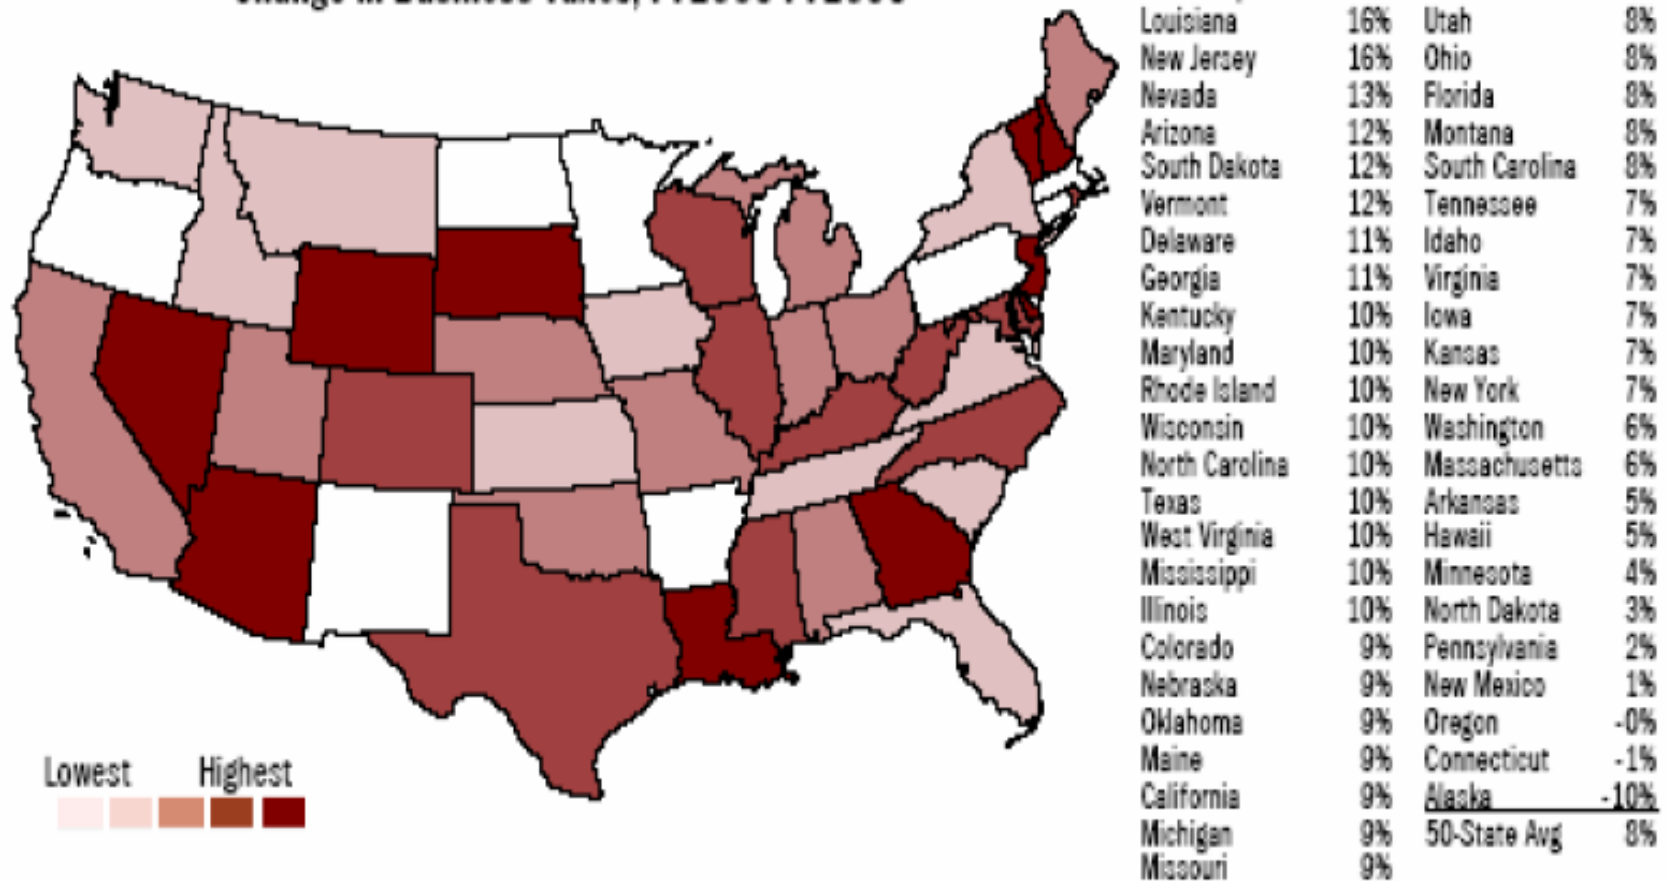 Louisiana 16% Utah 8%
New Jersey 16% Ohio 8%
Nevada 13% Florida 8%
Arizona 12% Montana 8%
South Dakota 12% South Carolina 8%
Vermont 12% Tennessee 7%
Delaware 11% Idaho 7%
Georgia 11% Virginia 7%
Kentucky 10% Iowa 7%
Maryland 10% Kansas 7%
Rhode Island 10% New York 7%
Wisconsin 10% Washington 6%
North Carolina 10% Massachusetts 6%
Texas 10% Arkansas 5%
West Virginia 10% Hawaii 5%
Mississippi 10% Minnesota 4%
Illinois 10% North Dakota 3%
Colorado 9% Pennsylvania 2%
Nebraska 9% New Mexico 1%
Oklahoma 9% Oregon -0%
Maine 9% Connecticut -1%
California 9% Alaska -10%
Michigan 9% 50-State Avg 8%
Missouri 9%
Lowest Highest